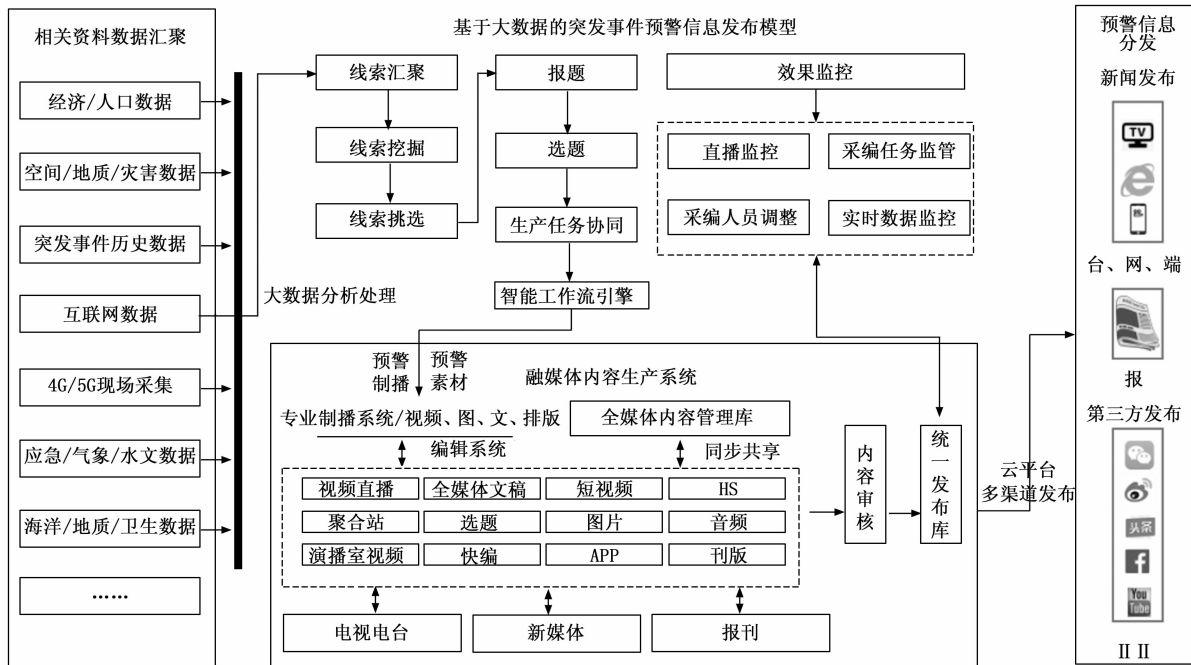 基于大数据的突发事件预警信息发布模型
相关资料数据汇聚
经济/人口数据
空间/地质/灾害数据
突发事件历史数据
互联网数据
4G/5G现场采集
应急/气象/水文数据
海洋/地质/卫生数据
……
大数据分析处理
线索汇聚
线索挖掘
线索挑选
报题
选题
生产任务协同
智能工作流引擎
效果监控
直播监控
采编任务监管
采编人员调整
实时数据监控
预警
制播
预警
素材
融媒体内容生产系统
专业制播系统/视频、图、文、排版
编辑系统
全媒体内容管理库
同步共享
视频直播
全媒体文稿
短视频
HS
聚合站
选题
图片
音频
演播室视频
快编
APP
刊版
电视电台
新媒体
报刊
内容审核
统一发布库
云平台
多渠道发布
预警信息
分发
新闻发布
TV
台、网、端
报
第三方发布
头条
f
You
Tube
II II